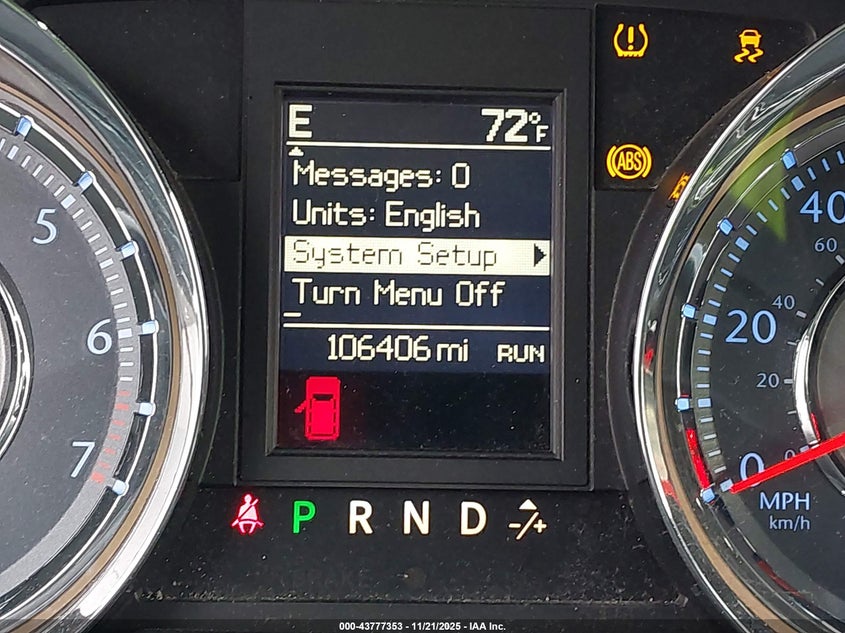 E 72°F
Messages: 0
Units: English
System Setup
Turn Menu Off
106406 mi RUN
ABS
5
6
7
40
60
40
20
20
0
0
MPH
km/h
P R N D -/+
000-43777353 - 11/21/2025 - IAA Inc.